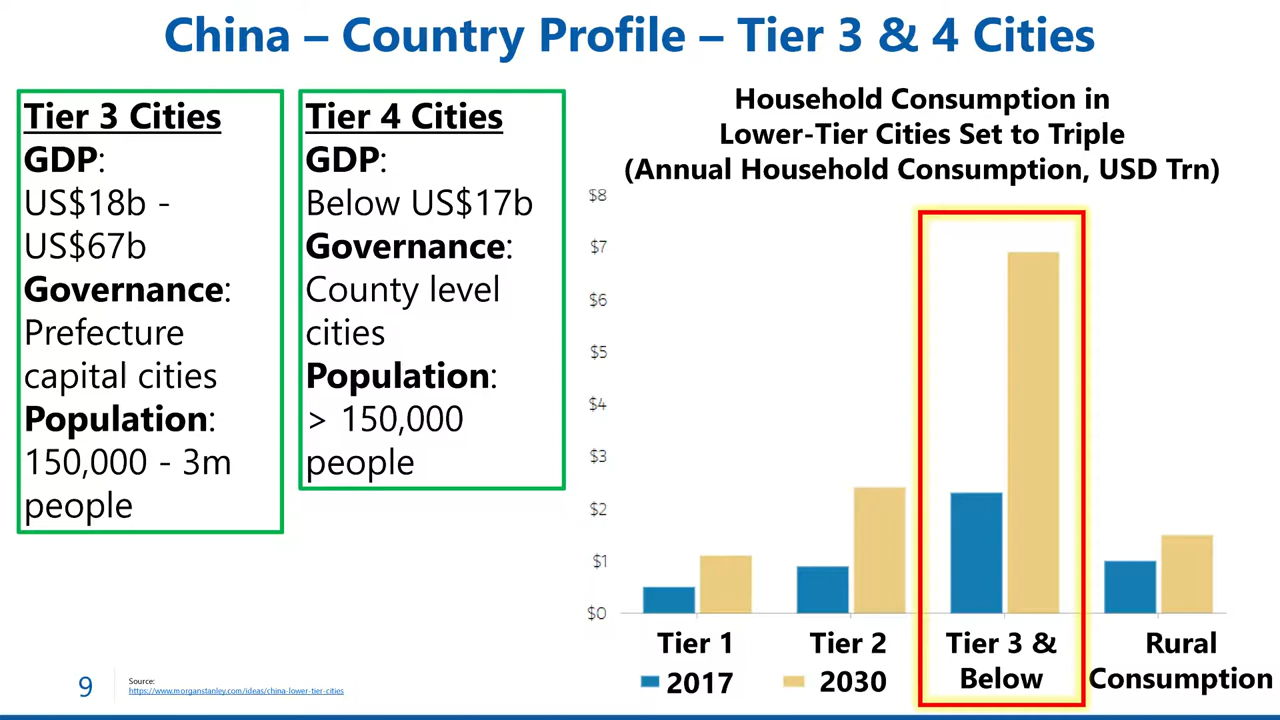 China – Country Profile – Tier 3 & 4 Cities
Tier 3 Cities
GDP:
US$18b -
US$67b
Governance:
Prefecture
capital cities
Population:
150,000 - 3m
people
Tier 4 Cities
GDP:
Below US$17b
Governance:
County level
cities
Population:
> 150,000
people
Household Consumption in
Lower-Tier Cities Set to Triple
(Annual Household Consumption, USD Trn)
$8
$7
$6
$5
$4
$3
$2
$1
$0
Tier 1
Tier 2
Tier 3 &
Below
Rural
Consumption
2017
2030
9
Source:
https://www.morganstanley.com/ideas/china-lower-tier-cities